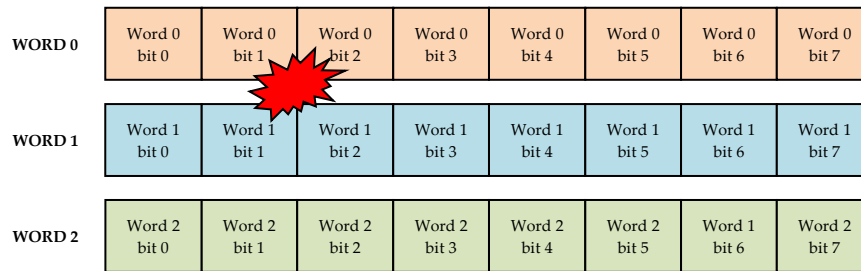 WORD 0
Word 0 Word 0 Word 0 Word 0 Word 0 Word 0 Word 0 Word 0
bit 0 bit 1 bit 2 bit 3 bit 4 bit 5 bit 6 bit 7
WORD 1
Word 1 Word 1 Word 1 Word 1 Word 1 Word 1 Word 1 Word 1
bit 0 bit 1 bit 2 bit 3 bit 4 bit 5 bit 6 bit 7
WORD 2
Word 2 Word 2 Word 2 Word 2 Word 2 Word 2 Word 1 Word 2
bit 0 bit 1 bit 2 bit 3 bit 4 bit 5 bit 6 bit 7